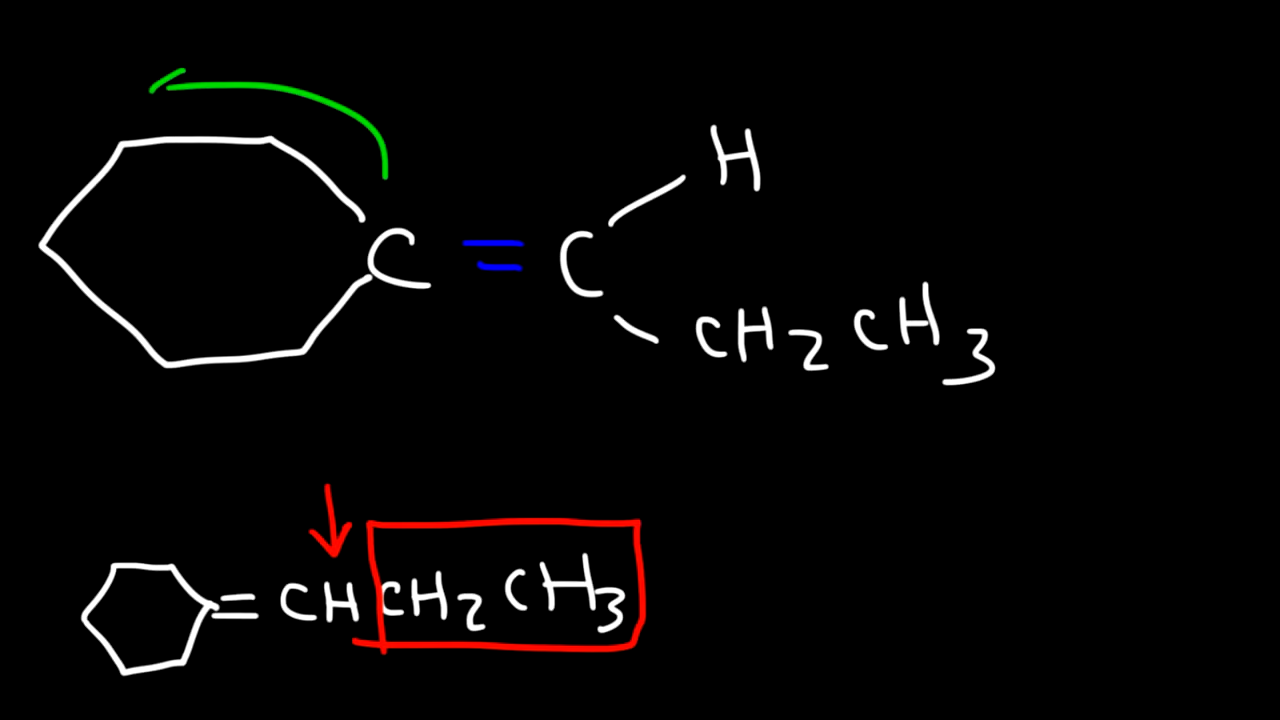 H
C = C
CH2CH3
= CHCH2CH3